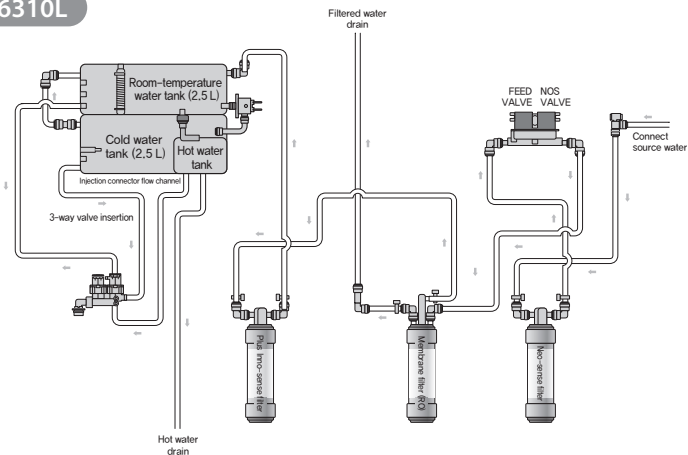 6310L
Filtered water
drain
Room-temperature
water tank (2,5 L)
Cold water
tank (2,5 L)
Hot water
tank
Injection connector flow channel
3-way valve insertion
FEED NOS
VALVE VALVE
Connect
source water
Plus Inno-sense filter
Membrane filter (RO)
Neo-sense filter
Hot water
drain